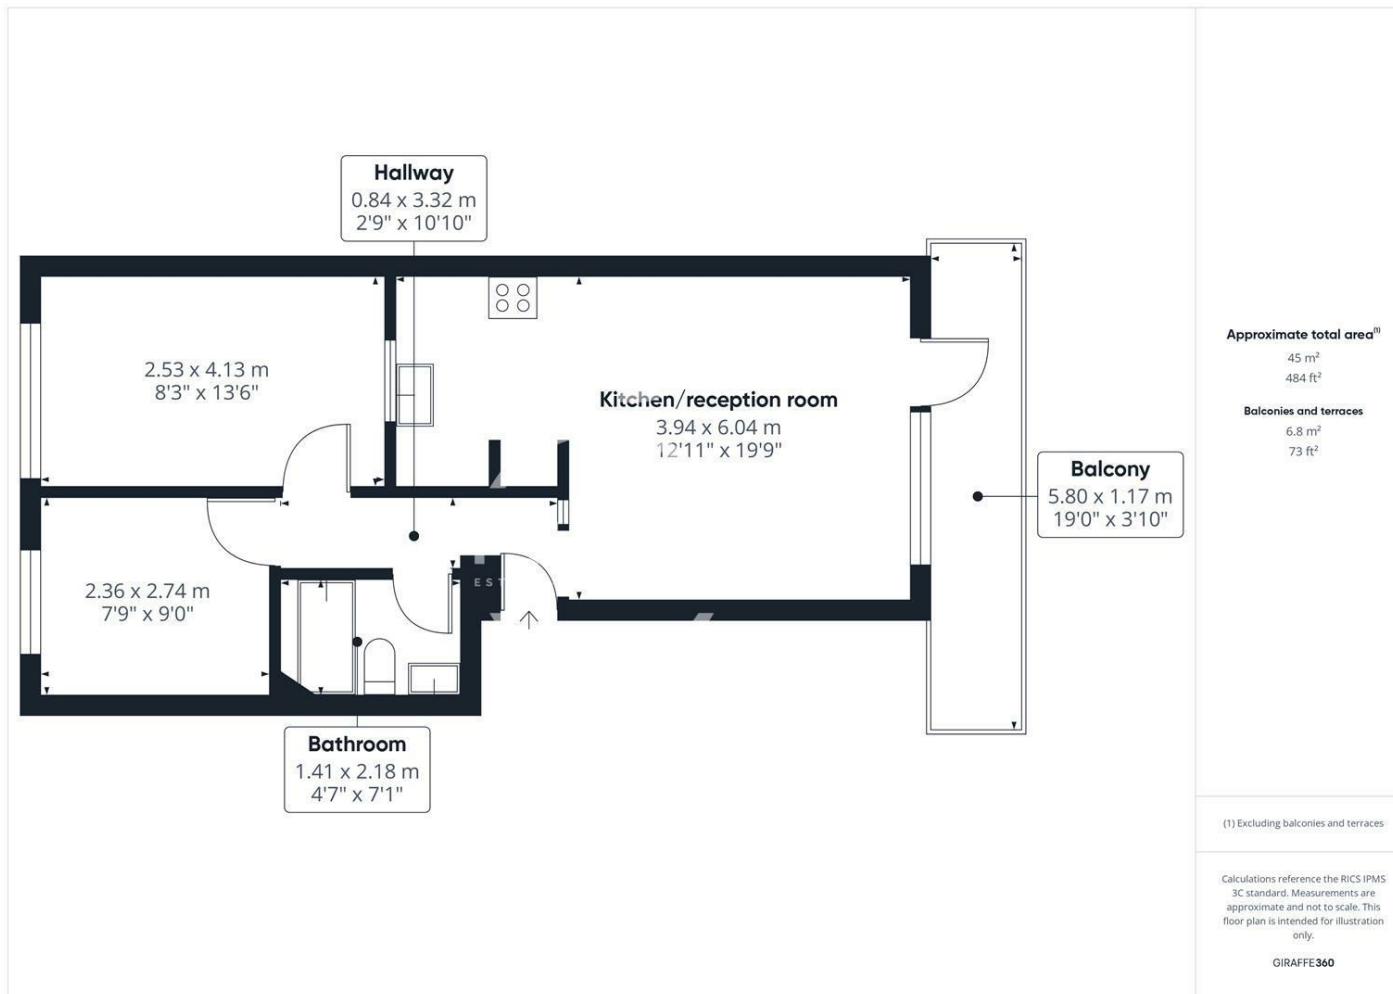 Hallway
0.84 x 3.32 m
2'9" x 10'10"
2.53 x 4.13 m
8'3" x 13'6"
Kitchen/reception room
3.94 x 6.04 m
12'11" x 19'9"
Balcony
5.80 x 1.17 m
19'0" x 3'10"
2.36 x 2.74 m
7'9" x 9'0"
EST
Bathroom
1.41 x 2.18 m
4'7" x 7'1"
Approximate total area(1)
45 m²
484 ft²
Balconies and terraces
6.8 m²
73 ft²
(1) Excluding balconies and terraces
Calculations reference the RICS IPMS
3C standard. Measurements are
approximate and not to scale. This
floor plan is intended for illustration
only.
GIRAFFE360